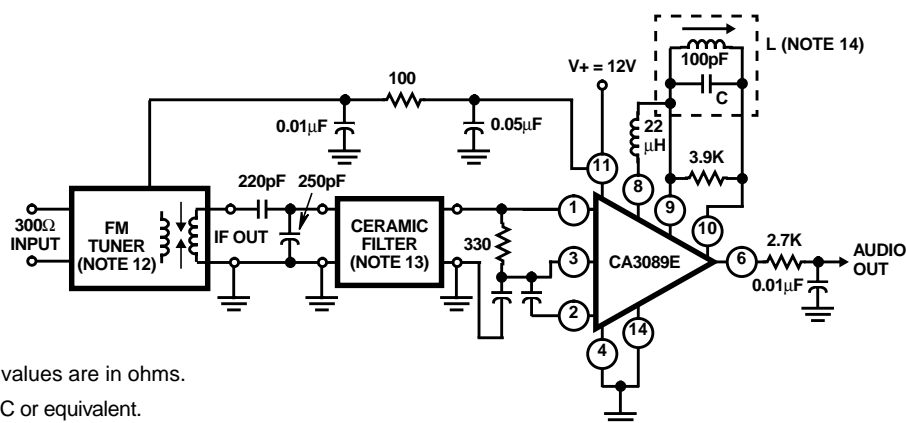 L (NOTE 14)
100pF
C
V+ = 12V
100
0.01μF
0.05μF
22
μH
3.9K
11
8
9
10
220pF
250pF
300Ω
INPUT
FM
TUNER
(NOTE 12)
IF OUT
CERAMIC
FILTER
(NOTE 13)
330
1
3
2
CA3089E
6
2.7K
AUDIO
OUT
0.01μF
4
14
values are in ohms.
C or equivalent.